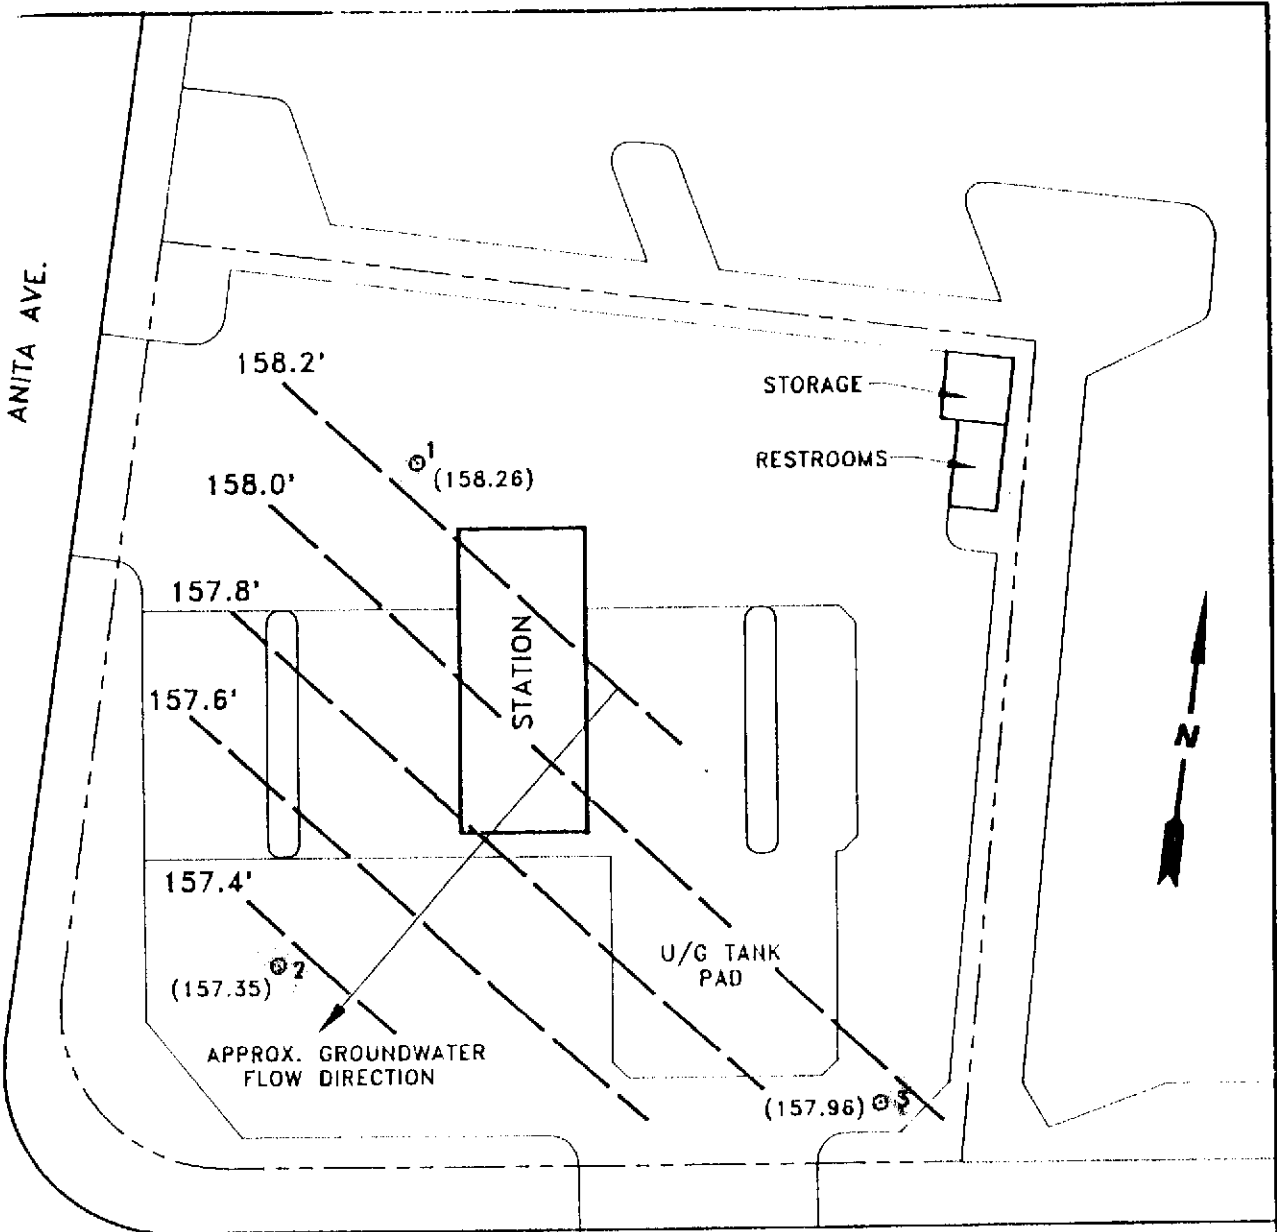 ANITA AVE.
158.2'
STORAGE
1
(158.26)
RESTROOMS
158.0'
157.8'
STATION
157.6'
N
157.4'
U/G TANK
PAD
2
(157.35)
APPROX. GROUNDWATER
FLOW DIRECTION
(157.96)
3